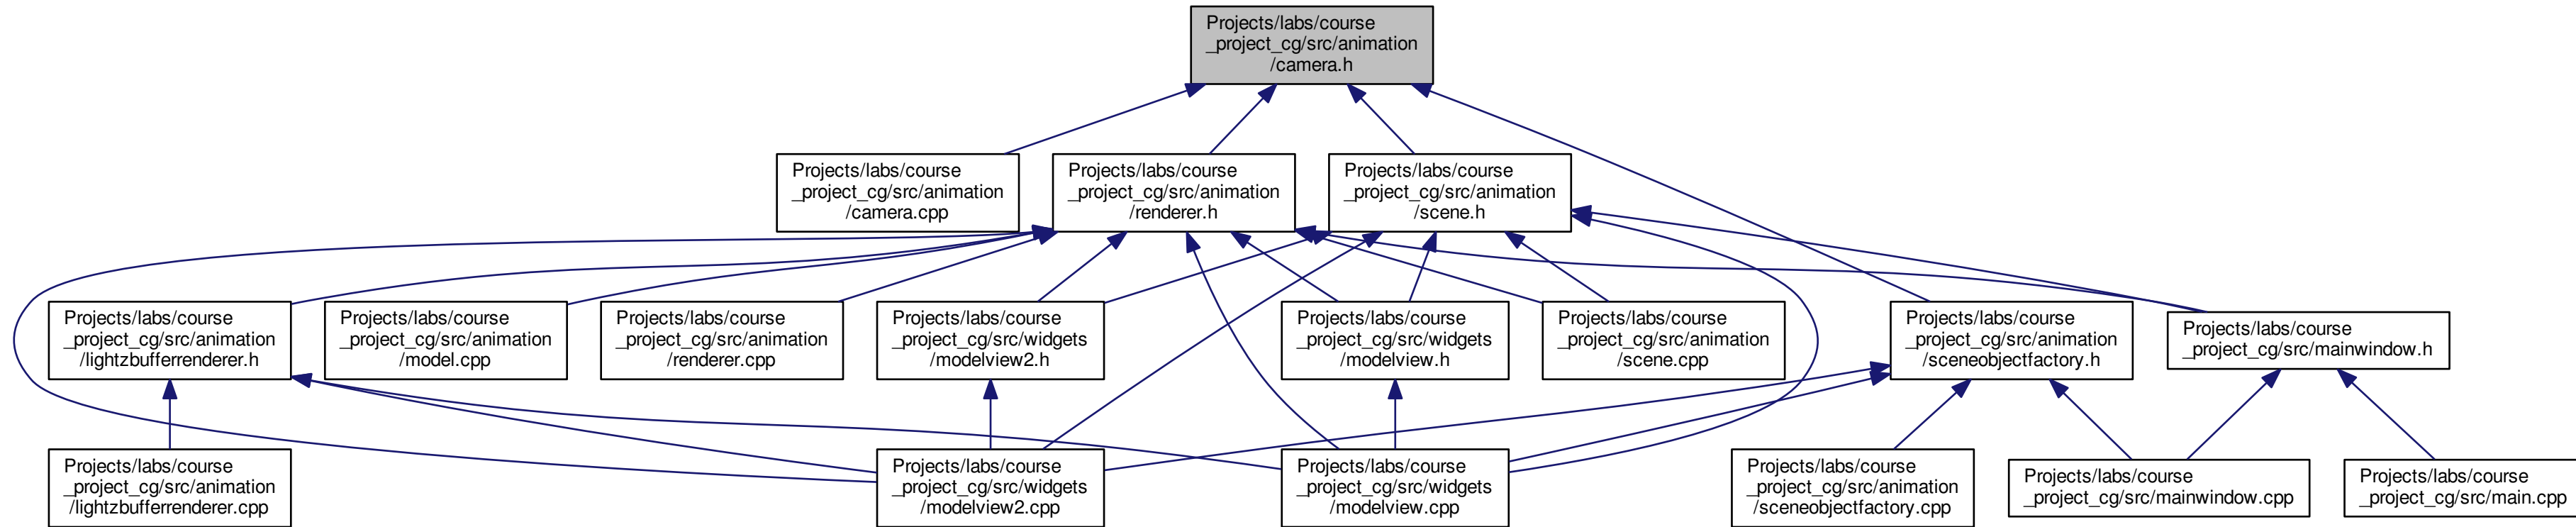 Projects/labs/course
_project_cg/src/animation
/camera.h
Projects/labs/course
_project_cg/src/animation
/camera.cpp
Projects/labs/course
_project_cg/src/animation
/renderer.h
Projects/labs/course
_project_cg/src/animation
/scene.h
Projects/labs/course
_project_cg/src/animation
/lightzbufferrenderer.h
Projects/labs/course
_project_cg/src/animation
/model.cpp
Projects/labs/course
_project_cg/src/animation
/renderer.cpp
Projects/labs/course
_project_cg/src/widgets
/modelview2.h
Projects/labs/course
_project_cg/src/widgets
/modelview.h
Projects/labs/course
_project_cg/src/animation
/scene.cpp
Projects/labs/course
_project_cg/src/animation
/sceneobjectfactory.h
Projects/labs/course
_project_cg/src/mainwindow.h
Projects/labs/course
_project_cg/src/animation
/lightzbufferrenderer.cpp
Projects/labs/course
_project_cg/src/widgets
/modelview2.cpp
Projects/labs/course
_project_cg/src/widgets
/modelview.cpp
Projects/labs/course
_project_cg/src/animation
/sceneobjectfactory.cpp
Projects/labs/course
_project_cg/src/mainwindow.cpp
Projects/labs/course
_project_cg/src/main.cpp